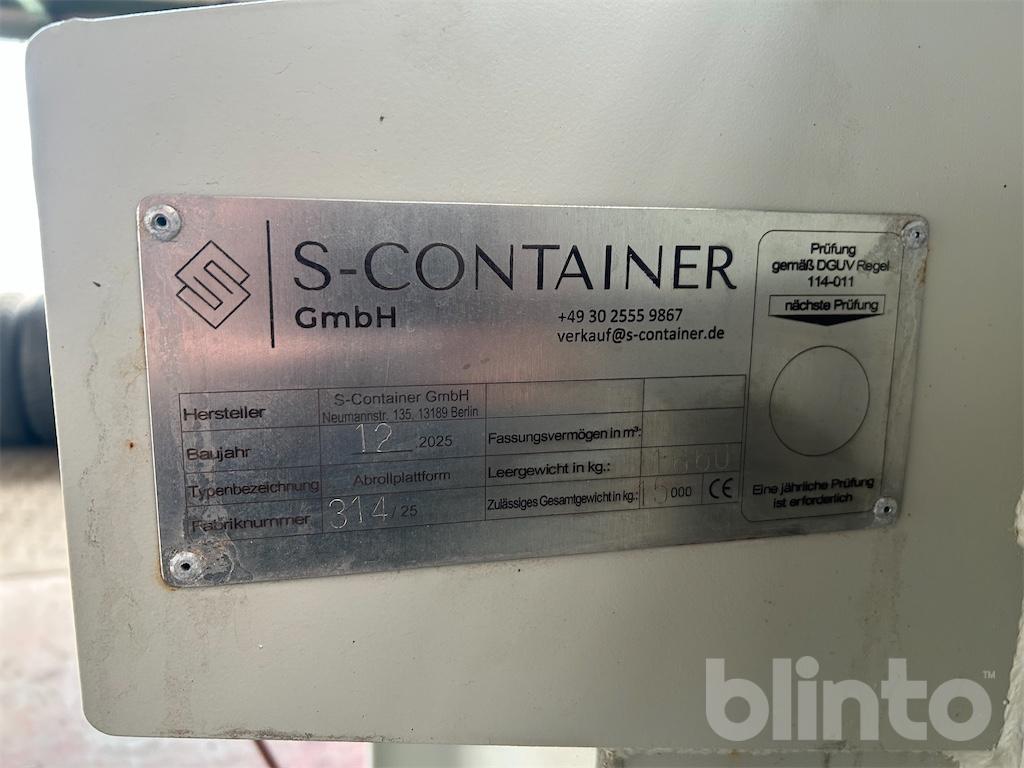 S-CONTAINER
GmbH
+49 30 2555 9867
verkauf@s-container.de
Prüfung
gemäß DGUV Regel
114-011
nächste Prüfung
Eine jährliche Prüfung
ist erforderlich
Hersteller S-Container GmbH
Neumannstr. 135, 13189 Berlin
Baujahr 12 .2025
Typenbezeichnung Abrollplattform
Fabriknummer 314/25
Fassungsvermögen in m³:
Leergewicht in kg.:
Zulässiges Gesamtgewicht in kg.: 15000 CE
blinto™